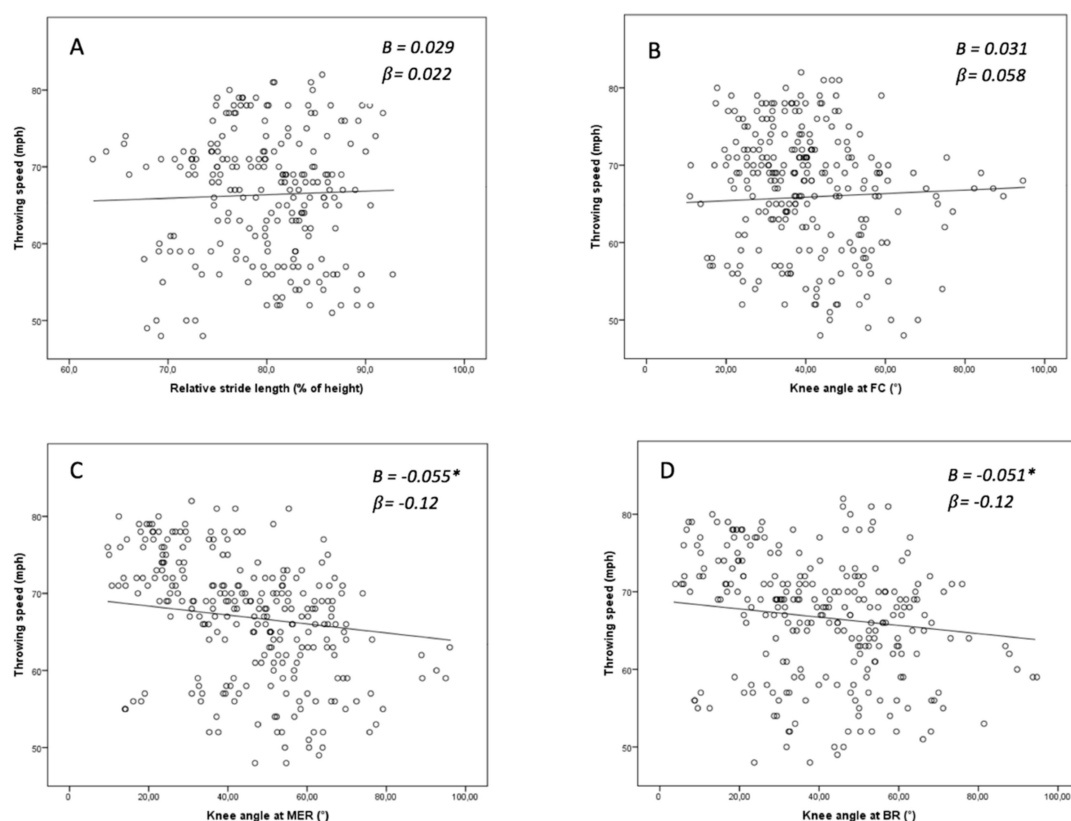 A
B = 0.029
β= 0.022
Throwing speed (mph)
80
70
60
50
60,0
70,0
80,0
90,0
100,0
Relative stride length (% of height)
B
B = 0.031
β= 0.058
Throwing speed (mph)
80
70
60
50
0
20,00
40,00
60,00
80,00
100,00
Knee angle at FC (°)
C
B = -0.055*
β= -0.12
Throwing speed (mph)
80
70
60
50
0
20,00
40,00
60,00
80,00
100,00
Knee angle at MER (°)
D
B = -0.051*
β= -0.12
Throwing speed (mph)
80
70
60
50
0
20,00
40,00
60,00
80,00
100,00
Knee angle at BR (°)